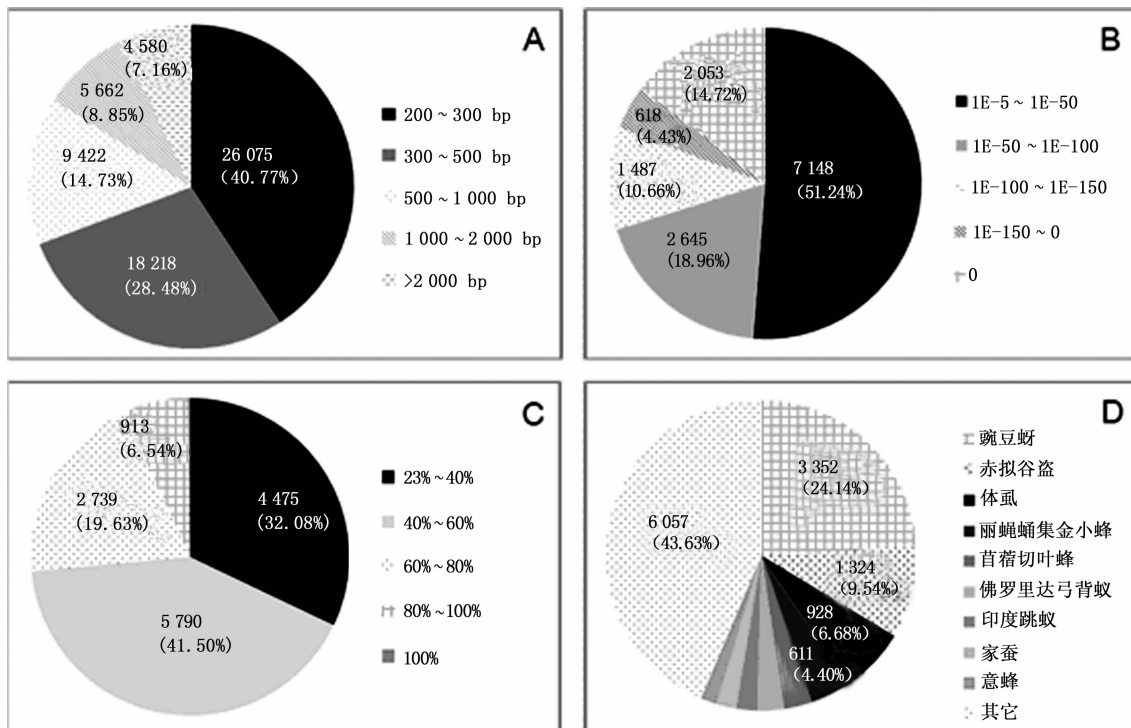 A
4 580
(7.16%)
5 662
(8.85%)
9 422
(14.73%)
26 075
(40.77%)
18 218
(28.48%)
200～300 bp
300～500 bp
500～1 000 bp
1 000～2 000 bp
>2 000 bp
B
2 053
(14.72%)
618
(4.43%)
1 487
(10.66%)
7 148
(51.24%)
2 645
(18.96%)
1E-5～1E-50
1E-50～1E-100
1E-100～1E-150
1E-150～0
0
C
913
(6.54%)
2 739
(19.63%)
4 475
(32.08%)
5 790
(41.50%)
23%～40%
40%～60%
60%～80%
80%～100%
100%
D
3 352
(24.14%)
6 057
(43.63%)
1 324
(9.54%)
928
(6.68%)
611
(4.40%)
豌豆蚜
赤拟谷盗
体虱
丽蝇蛹集金小蜂
苜蓿切叶蜂
佛罗里达弓背蚁
印度跳蚁
家蚕
意蜂
其它